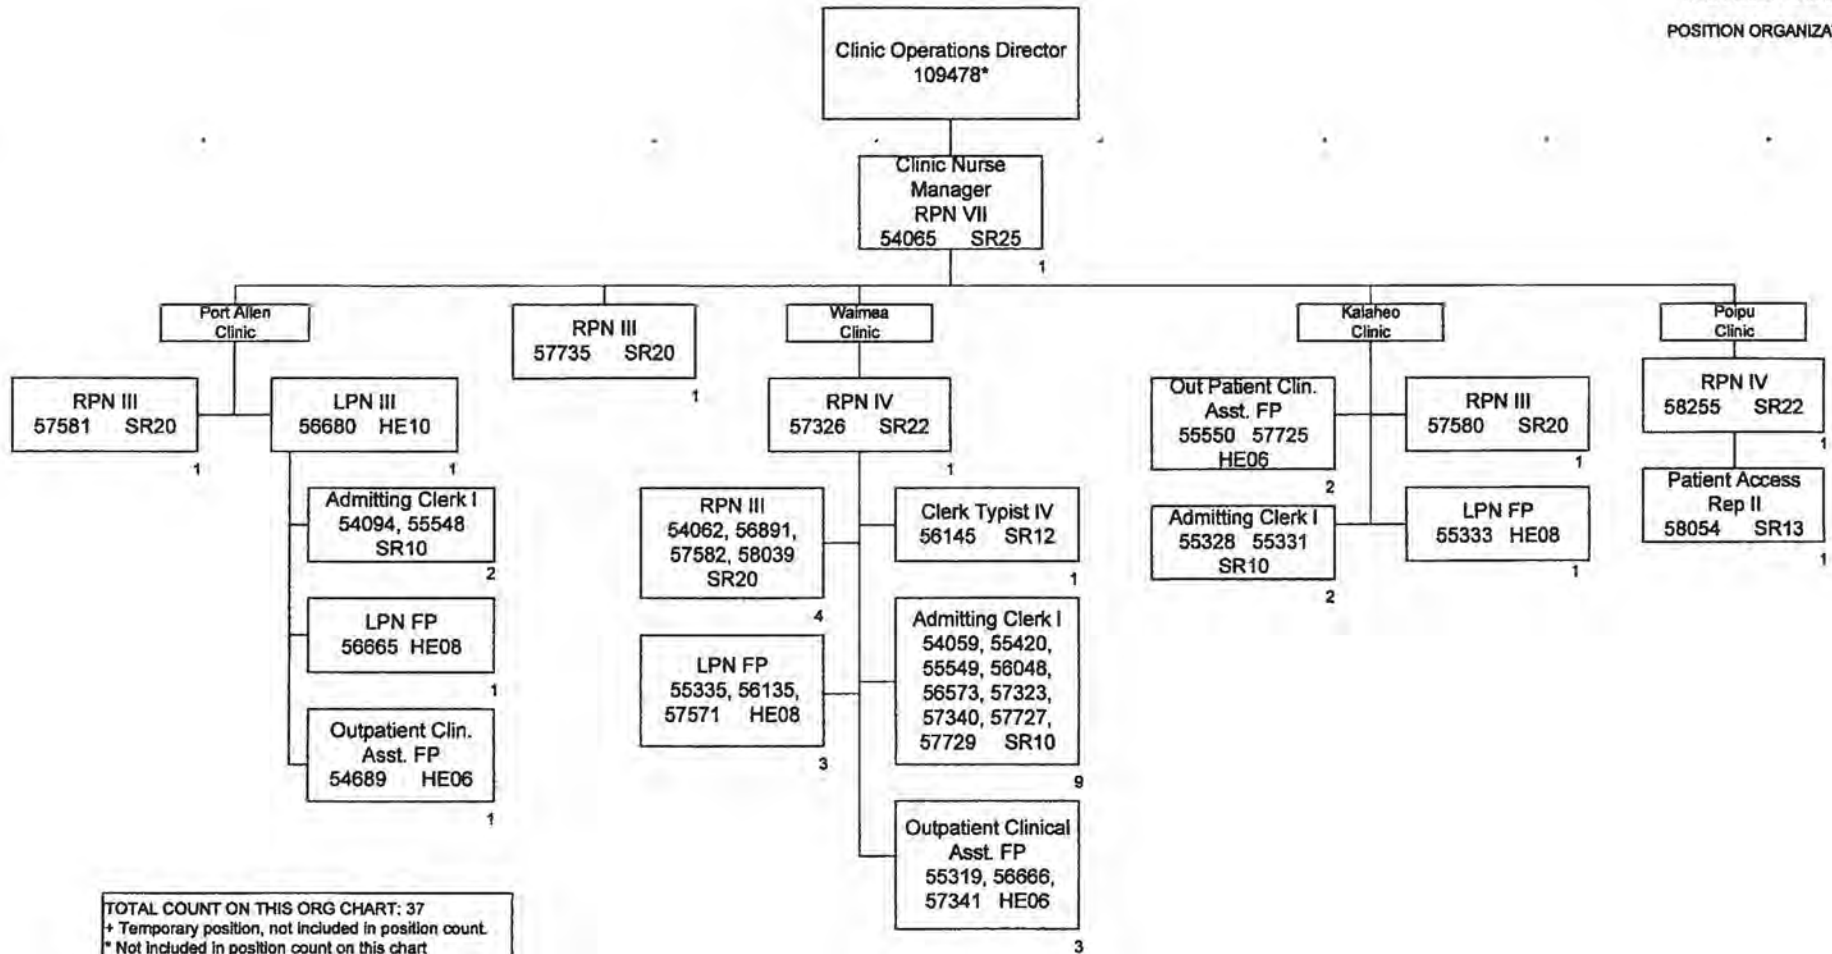 POSITION ORGANIZA
Clinic Operations Director
109478*
Clinic Nurse
Manager
RPN VII
54065 SR25
1
Port Allen
Clinic
RPN III
57581 SR20
1
LPN III
56680 HE10
1
Admitting Clerk I
54094, 55548
SR10
2
LPN FP
56665 HE08
1
Outpatient Clin.
Asst. FP
54689 HE06
1
RPN III
57735 SR20
1
Waimea
Clinic
RPN IV
57326 SR22
1
RPN III
54062, 56891,
57582, 58039
SR20
4
LPN FP
55335, 56135,
57571 HE08
3
Clerk Typist IV
56145 SR12
1
Admitting Clerk I
54059, 55420,
55549, 56048,
56573, 57323,
57340, 57727,
57729 SR10
9
Outpatient Clinical
Asst. FP
55319, 56666,
57341 HE06
3
Kalaheo
Clinic
Out Patient Clin.
Asst. FP
55550 57725
HE06
2
RPN III
57580 SR20
1
Admitting Clerk I
55328 55331
SR10
2
LPN FP
55333 HE08
1
Poipu
Clinic
RPN IV
58255 SR22
1
Patient Access
Rep II
58054 SR13
1
TOTAL COUNT ON THIS ORG CHART: 37
+ Temporary position, not included in position count.
* Not included in position count on this chart